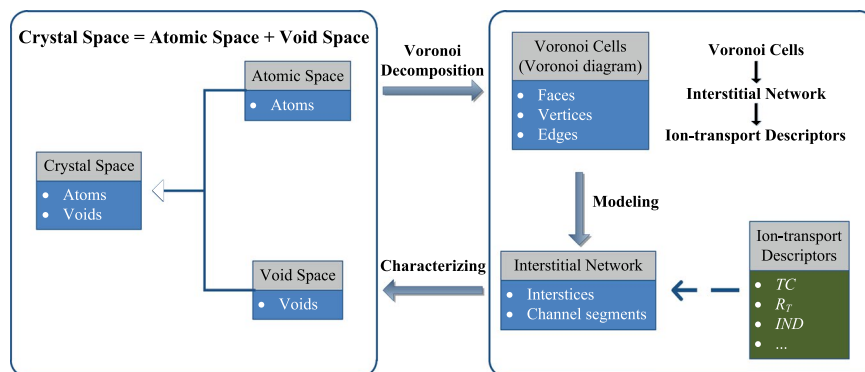 Crystal Space = Atomic Space + Void Space
Atomic Space
• Atoms
Crystal Space
• Atoms
• Voids
Void Space
• Voids
Voronoi
Decomposition
Characterizing
Voronoi Cells
(Voronoi diagram)
• Faces
• Vertices
• Edges
Voronoi Cells
Interstitial Network
Ion-transport Descriptors
Modeling
Interstitial Network
• Interstices
• Channel segments
Ion-transport
Descriptors
• TC
• R_T
• IND
• ...